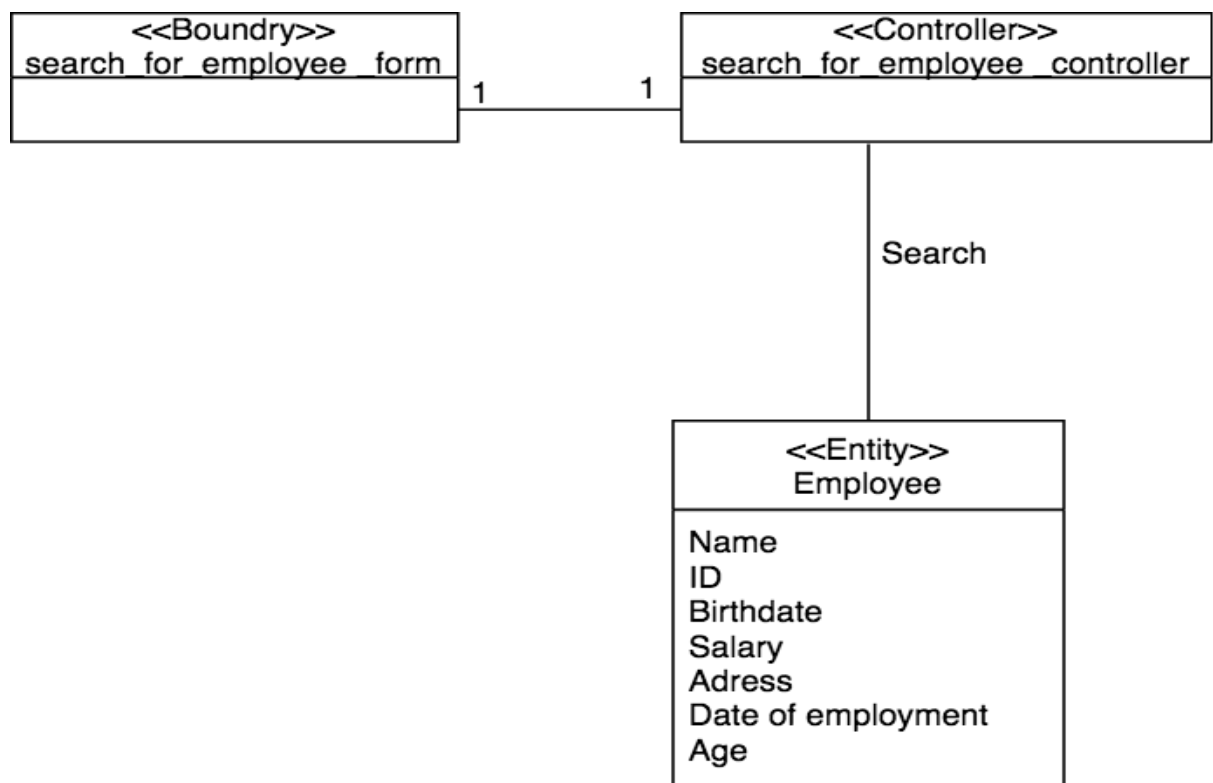 <<Boundry>>
search_for_employee _form
1
1
<<Controller>>
search_for_employee _controller
Search
<<Entity>>
Employee
Name
ID
Birthdate
Salary
Adress
Date of employment
Age